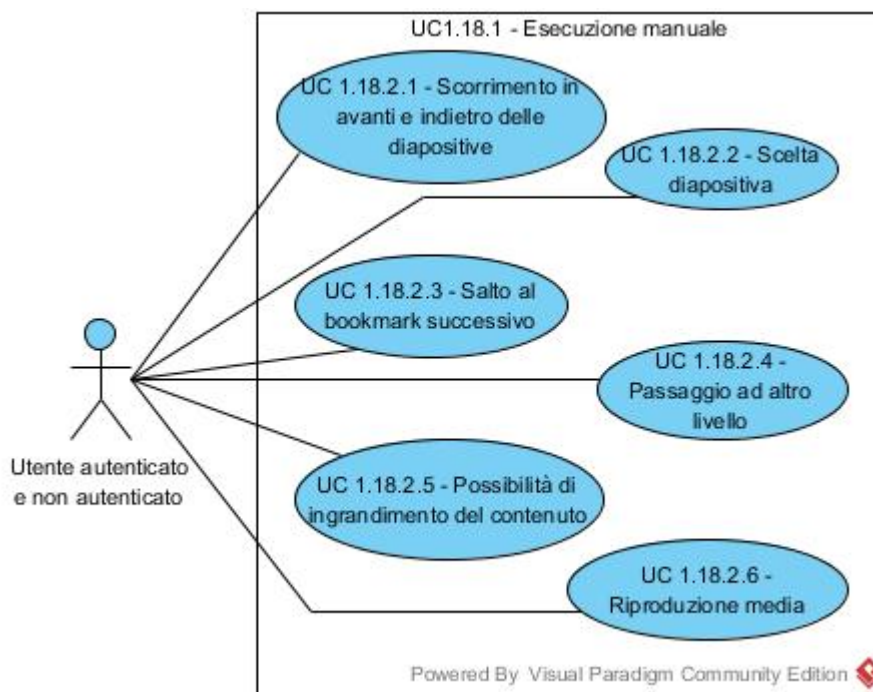 UC1.18.1 - Esecuzione manuale
UC 1.18.2.1 - Scorrimento in
avanti e indietro delle
diapositive
UC 1.18.2.2 - Scelta
diapositiva
UC 1.18.2.3 - Salto al
bookmark successivo
UC 1.18.2.4 -
Passaggio ad altro
livello
Utente autenticato
e non autenticato
UC 1.18.2.5 - Possibilità di
ingrandimento del contenuto
UC 1.18.2.6 -
Riproduzione media
Powered By Visual Paradigm Community Edition